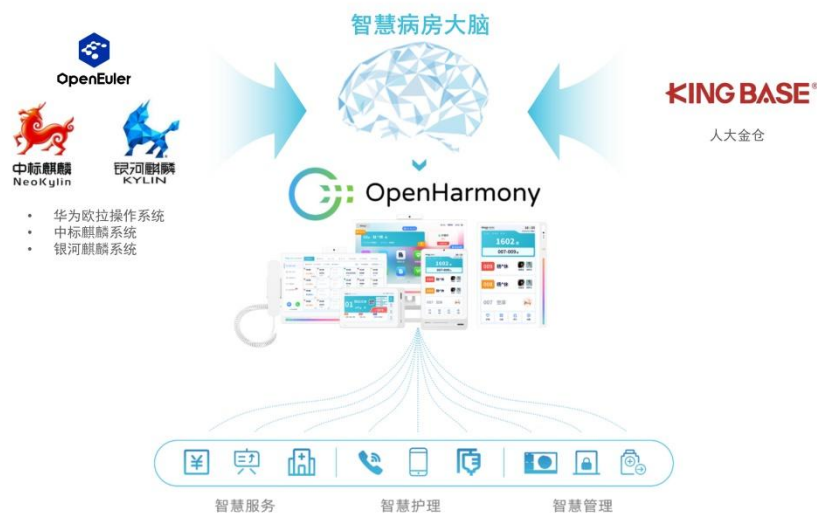 智慧病房大脑
OpenEuler
中标麒麟
NeoKylin
银河麒麟
KYLIN
• 华为欧拉操作系统
• 中标麒麟系统
• 银河麒麟系统
KINGBASE®
人大金仓
OpenHarmony
1602
1602
智慧服务
智慧护理
智慧管理